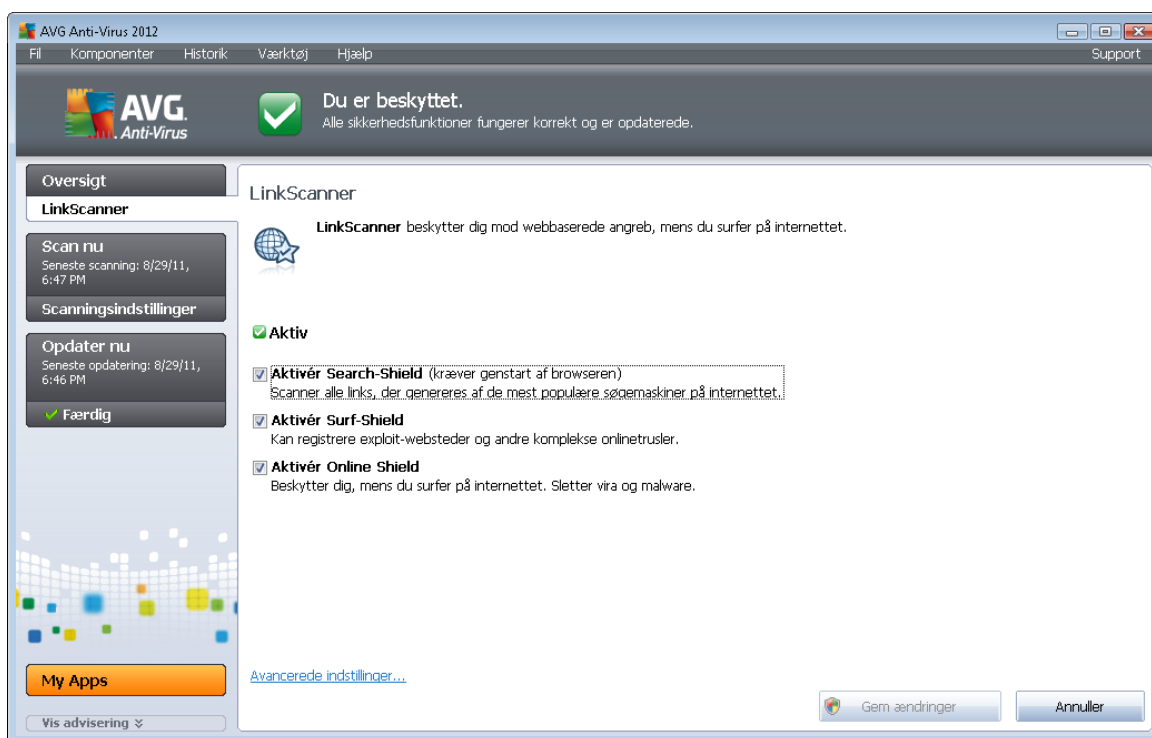 AVG Anti-Virus 2012
Fil Komponenter Historik Værktøj Hjælp Support
AVG.
Anti-Virus
Du er beskyttet.
Alle sikkerhedsfunktioner fungerer korrekt og er opdaterede.
Oversigt
LinkScanner
Scan nu
Seneste scanning: 8/29/11,
6:47 PM
Scanningsindstillinger
Opdater nu
Seneste opdatering: 8/29/11,
6:46 PM
Færdig
My Apps
Vis advisering
LinkScanner
LinkScanner beskytter dig mod webbaserede angreb, mens du surfer på internettet.
Aktiv
Aktivér Search-Shield (kræver genstart af browseren)
Scanner alle links, der genereres af de mest populære søgemaskiner på internettet.
Aktivér Surf-Shield
Kan registrere exploit-websteder og andre komplekse onlinetrusler.
Aktivér Online Shield
Beskytter dig, mens du surfer på internettet. Sletter vira og malware.
Avancerede indstillinger...
Gem ændringer
Annuller